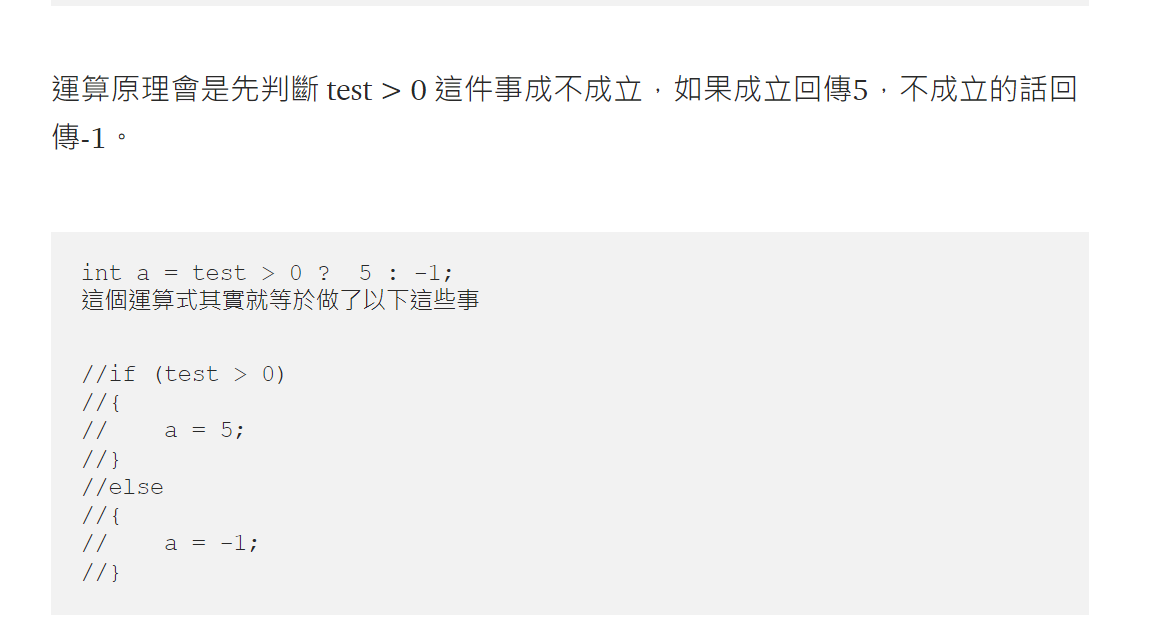 運算原理會是先判斷 test > 0 這件事成不成立，如果成立回傳5，不成立的話回
傳-1。
int a = test > 0 ?  5 : -1;
這個運算式其實就等於做了以下這些事
//if (test > 0)
//{
//    a = 5;
//}
//else
//{
//    a = -1;
//}